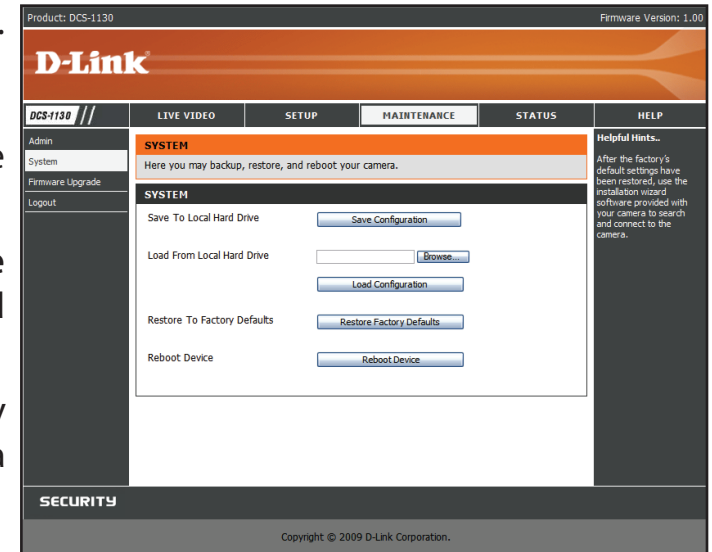 Product: DCS-1130 Firmware Version: 1.00
D-Link
DCS-1130 // LIVE VIDEO SETUP MAINTENANCE STATUS HELP
Admin
System
Firmware Upgrade
Logout
SYSTEM
Here you may backup, restore, and reboot your camera.
SYSTEM
Save To Local Hard Drive Save Configuration
Load From Local Hard Drive Browse...
Load Configuration
Restore To Factory Defaults Restore Factory Defaults
Reboot Device Reboot Device
Helpful Hints..
After the factory's
default settings have
been restored, use the
installation wizard
software provided with
your camera to search
and connect to the
camera.
SECURITY
Copyright © 2009 D-Link Corporation.